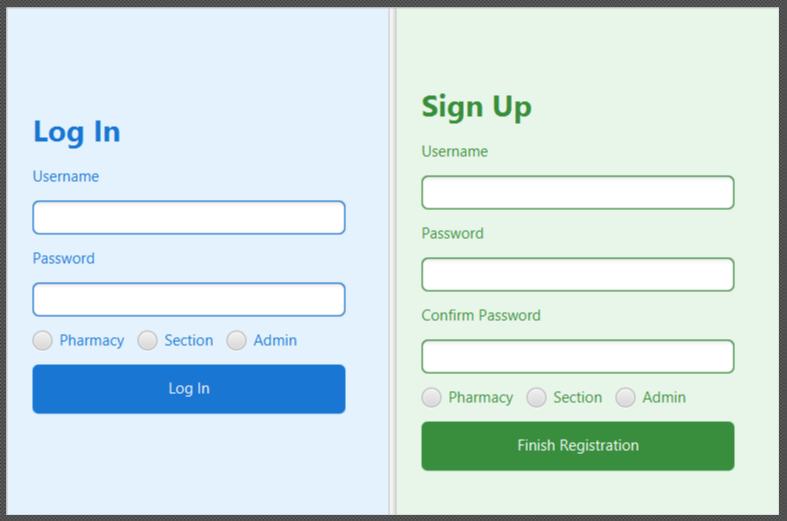 Log In
Username
Password
Pharmacy Section Admin
Log In
Sign Up
Username
Password
Confirm Password
Pharmacy Section Admin
Finish Registration